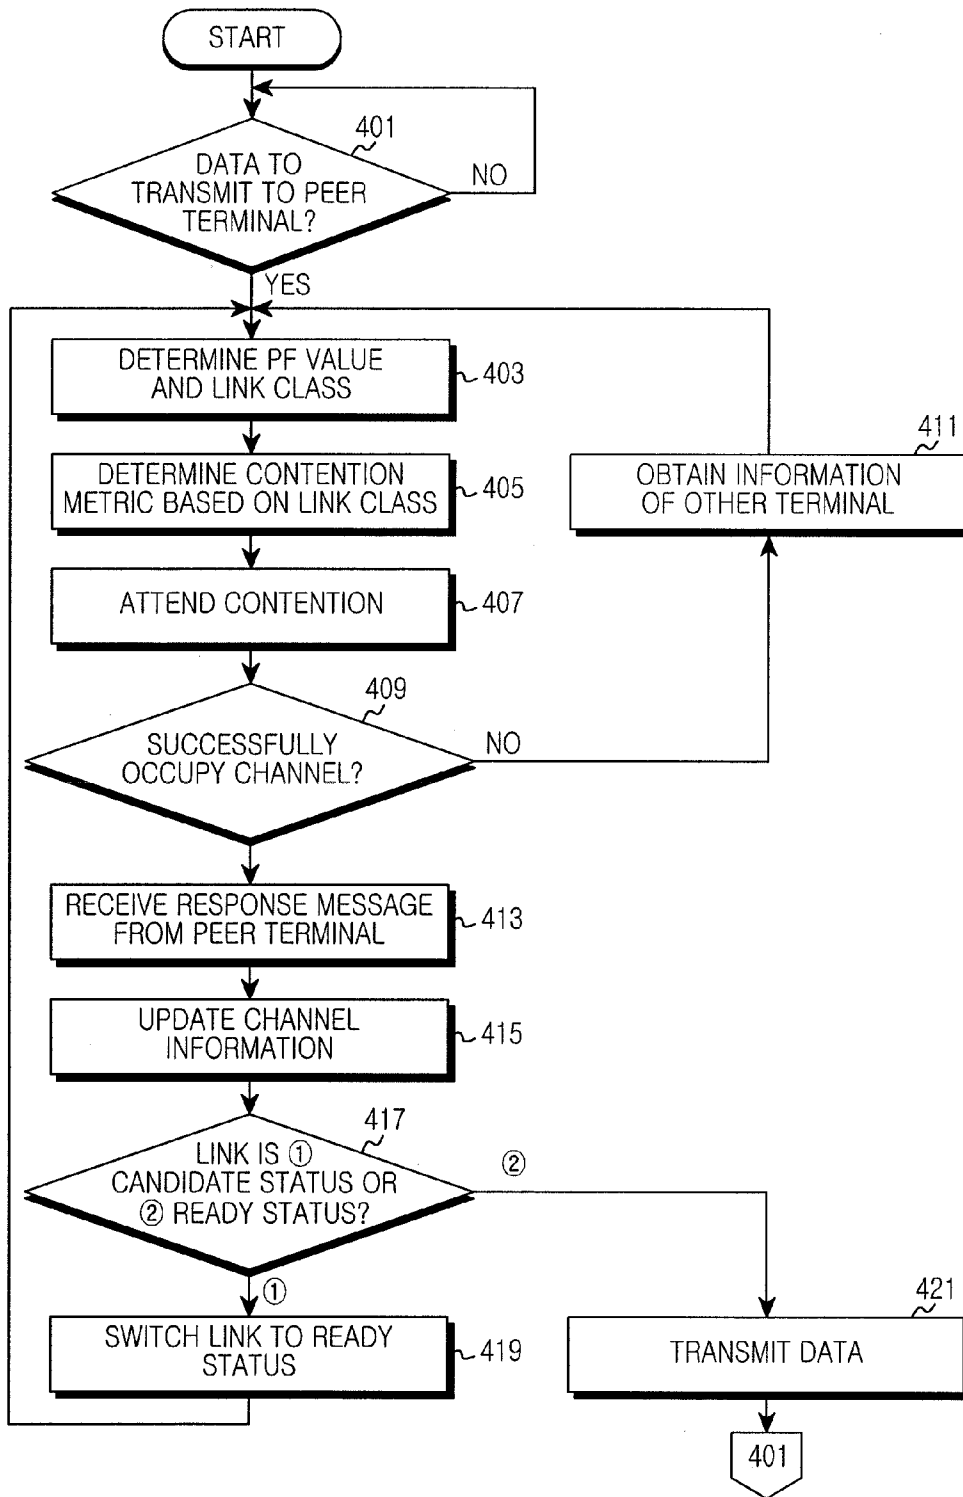 START
401
DATA TO
TRANSMIT TO PEER
TERMINAL?
NO
YES
DETERMINE PF VALUE
AND LINK CLASS
403
411
DETERMINE CONTENTION
METRIC BASED ON LINK CLASS
405
OBTAIN INFORMATION
OF OTHER TERMINAL
ATTEND CONTENTION
407
409
SUCCESSFULLY
OCCUPY CHANNEL?
NO
RECEIVE RESPONSE MESSAGE
FROM PEER TERMINAL
413
UPDATE CHANNEL
INFORMATION
415
417
LINK IS ①
CANDIDATE STATUS OR
② READY STATUS?
②
①
SWITCH LINK TO READY
STATUS
419
421
TRANSMIT DATA
401